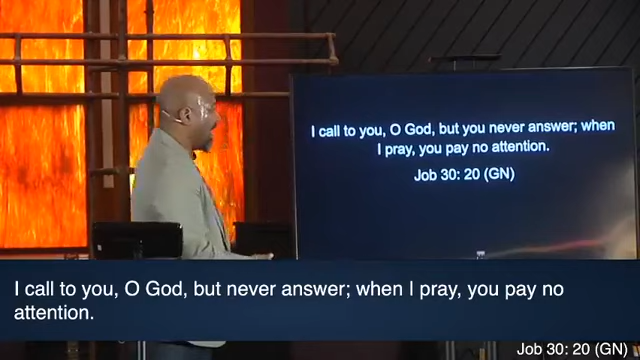 I call to you, O God, but you never answer; when
I pray, you pay no attention.
Job 30: 20 (GN)
I call to you, O God, but never answer; when I pray, you pay no
attention.
Job 30: 20 (GN)